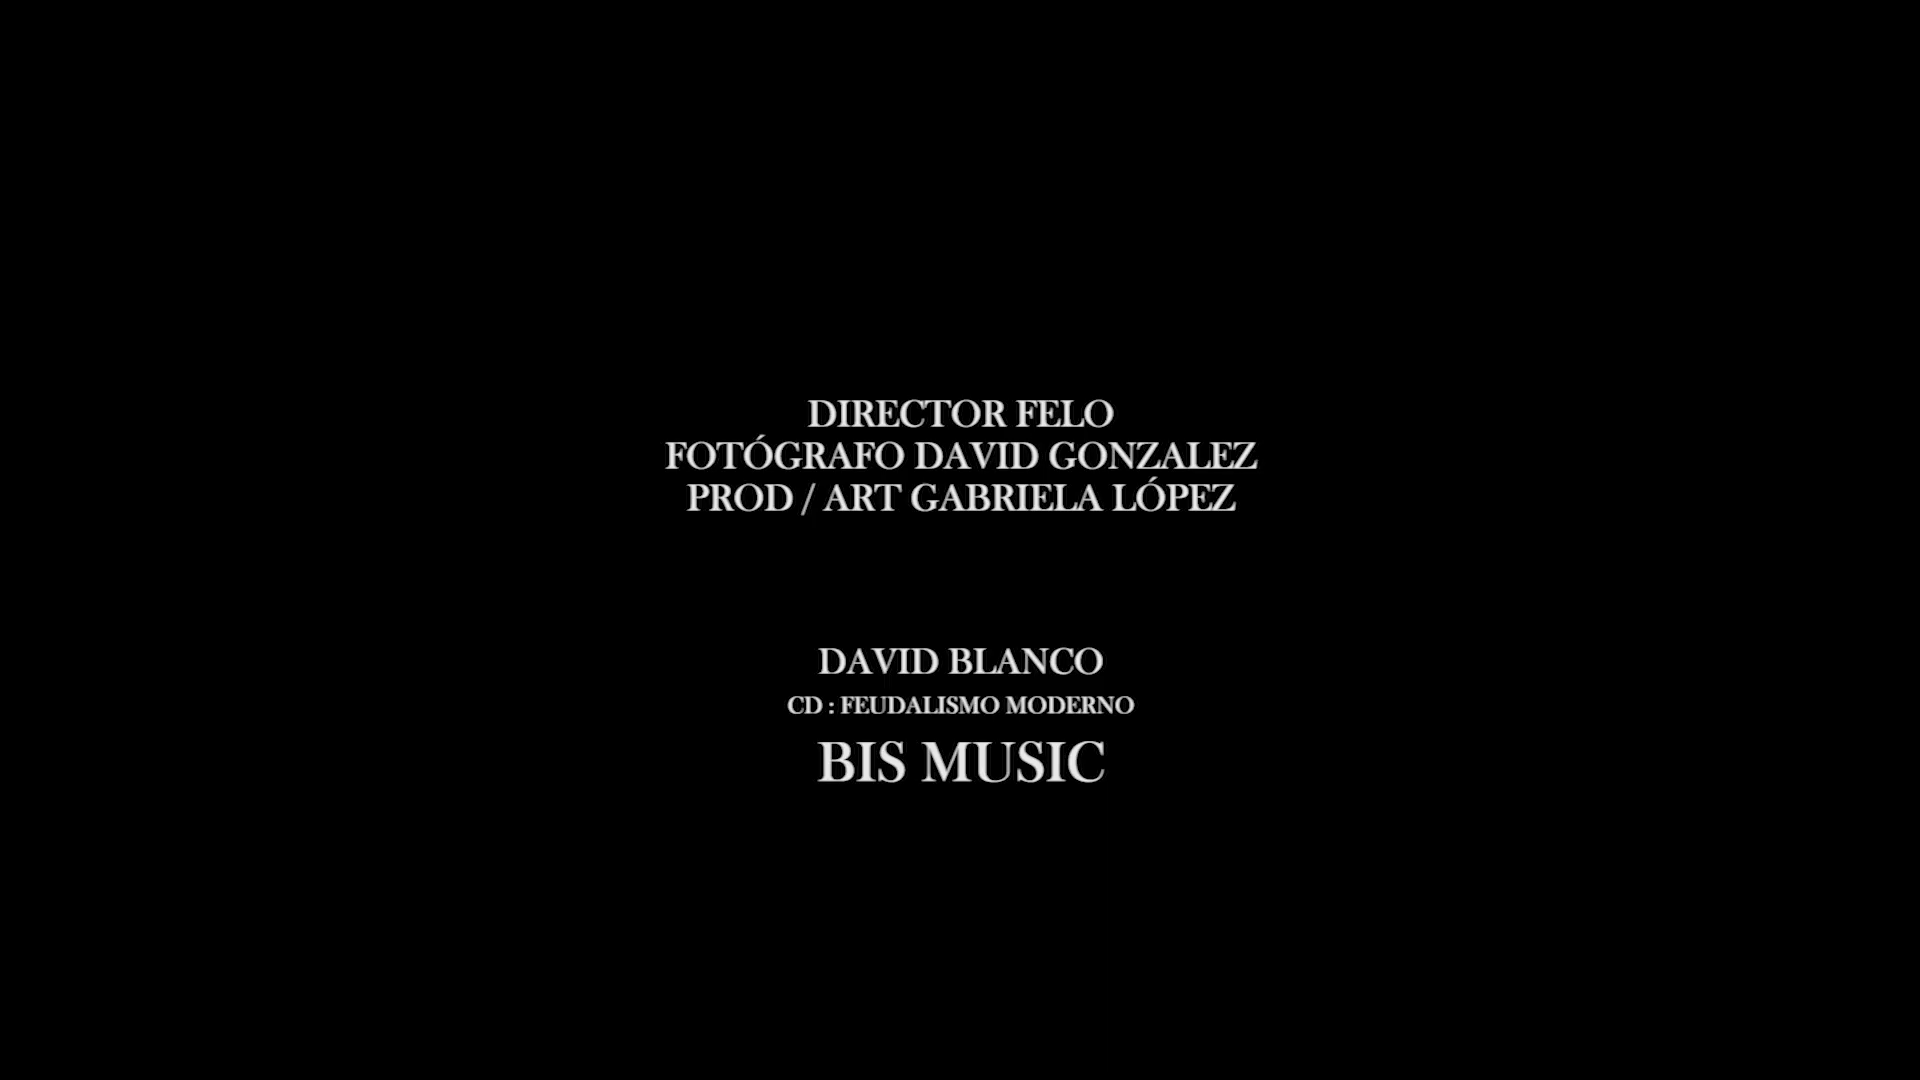 DIRECTOR FELO
FOTÓGRAFO DAVID GONZALEZ
PROD / ART GABRIELA LÓPEZ
DAVID BLANCO
CD : FEUDALISMO MODERNO
BIS MUSIC